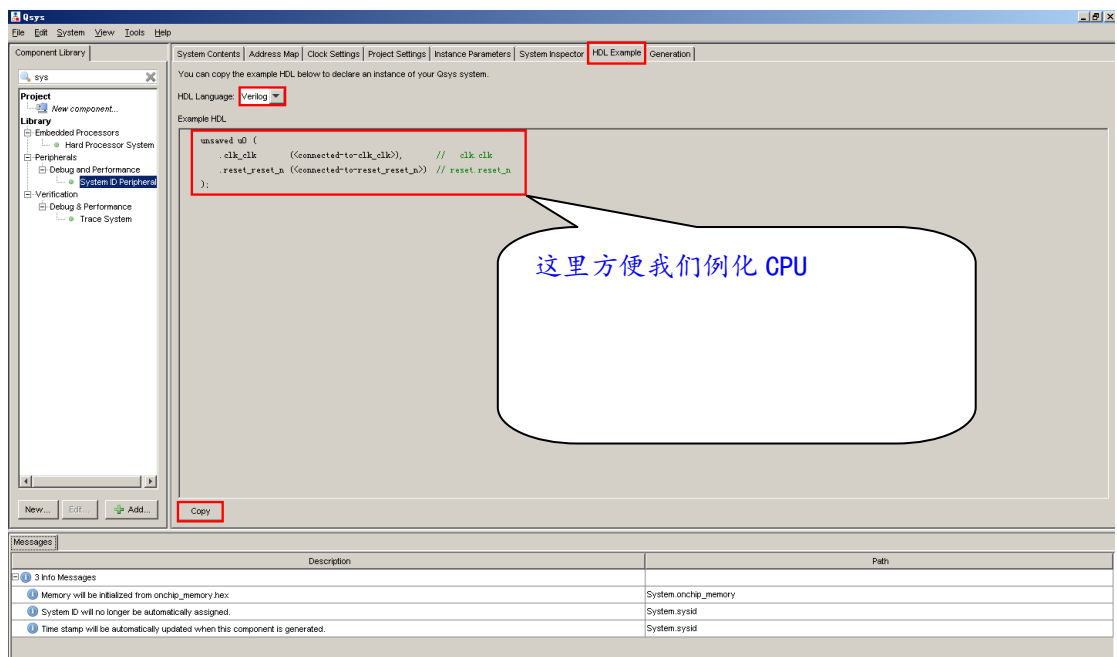 Qsys
File Edit System View Tools Help
Component Library
System Contents Address Map Clock Settings Project Settings Instance Parameters System Inspector HDL Example Generation
sys
Project
New component...
Library
Embedded Processors
Hard Processor System
Peripherals
Debug and Performance
System ID Peripheral
Verification
Debug & Performance
Trace System
New... Edit... Add...
You can copy the example HDL below to declare an instance of your Qsys system.
HDL Language: Verilog
Example HDL
unsaved u0 (
.clk_clk (<connected-to-clk_clk>), // clk.clk
.reset_reset_n (<connected-to-reset_reset_n>) // reset.reset_n
);
这里方便我们例化 CPU
Copy
Messages
Description Path
3 Info Messages
Memory will be initialized from onchip_memory.hex System.onchip_memory
System ID will no longer be automatically assigned. System.sysid
Time stamp will be automatically updated when this component is generated. System.sysid